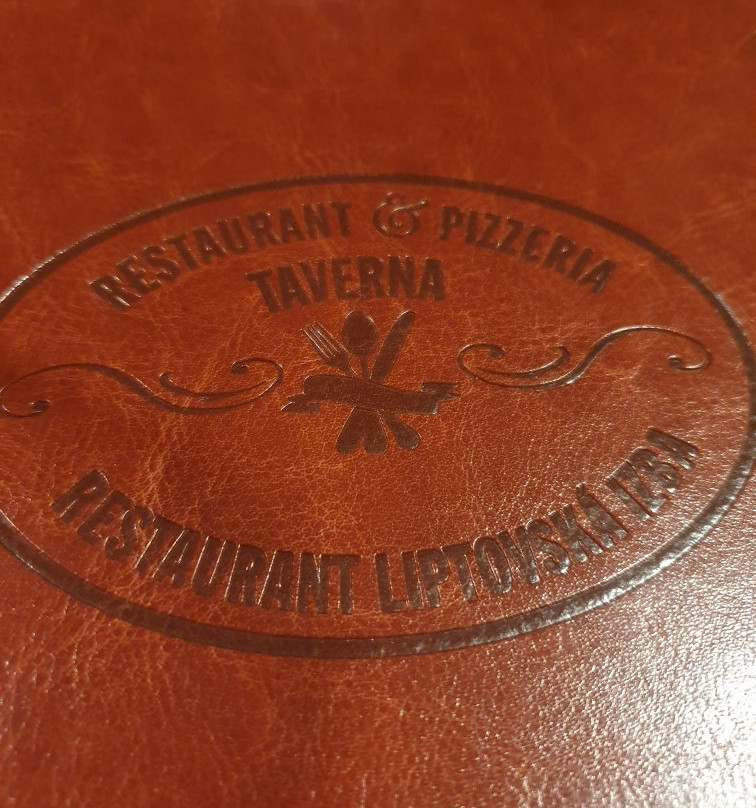 RESTAURANT & PIZZERIA
TAVERNA
RESTAURANT LIPTOVSKÁ IZBA